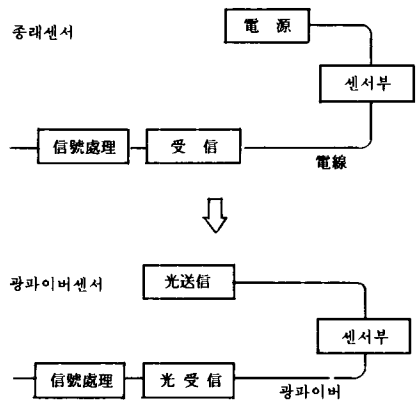 종래센서
電 源
센서부
信號處理
受 信
電線
광파이버센서
光送信
센서부
信號處理
光 受 信
광파이버